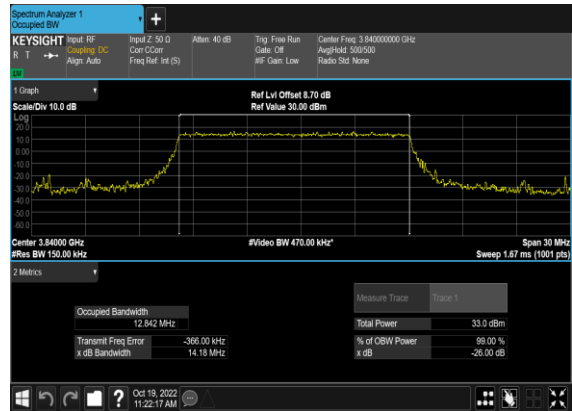 Spectrum Analyzer 1
Occupied BW
+
KEYSIGHT Input: RF Input Z: 50 Ω Atten: 40 dB Trig: Free Run Center Freq: 3.840000000 GHz
R T Coupling: DC Corr CCorr Gate: Off Avg|Hold: 500/500
Align: Auto Freq Ref: Int (S) #IF Gain: Low Radio Std: None
1 Graph
Ref Lvl Offset 8.70 dB
Scale/Div 10.0 dB Ref Value 30.00 dBm
Log
20.0
10.0
0.00
-10.0
-20.0
-30.0
-40.0
-50.0
-60.0
Center 3.84000 GHz #Video BW 470.00 kHz* Span 30 MHz
#Res BW 150.00 kHz Sweep 1.67 ms (1001 pts)
2 Metrics
Measure Trace Trace 1
Occupied Bandwidth
12.842 MHz Total Power 33.0 dBm
Transmit Freq Error -366.00 kHz % of OBW Power 99.00 %
x dB Bandwidth 14.18 MHz x dB -26.00 dB
? Oct 19, 2022
11:22:17 AM